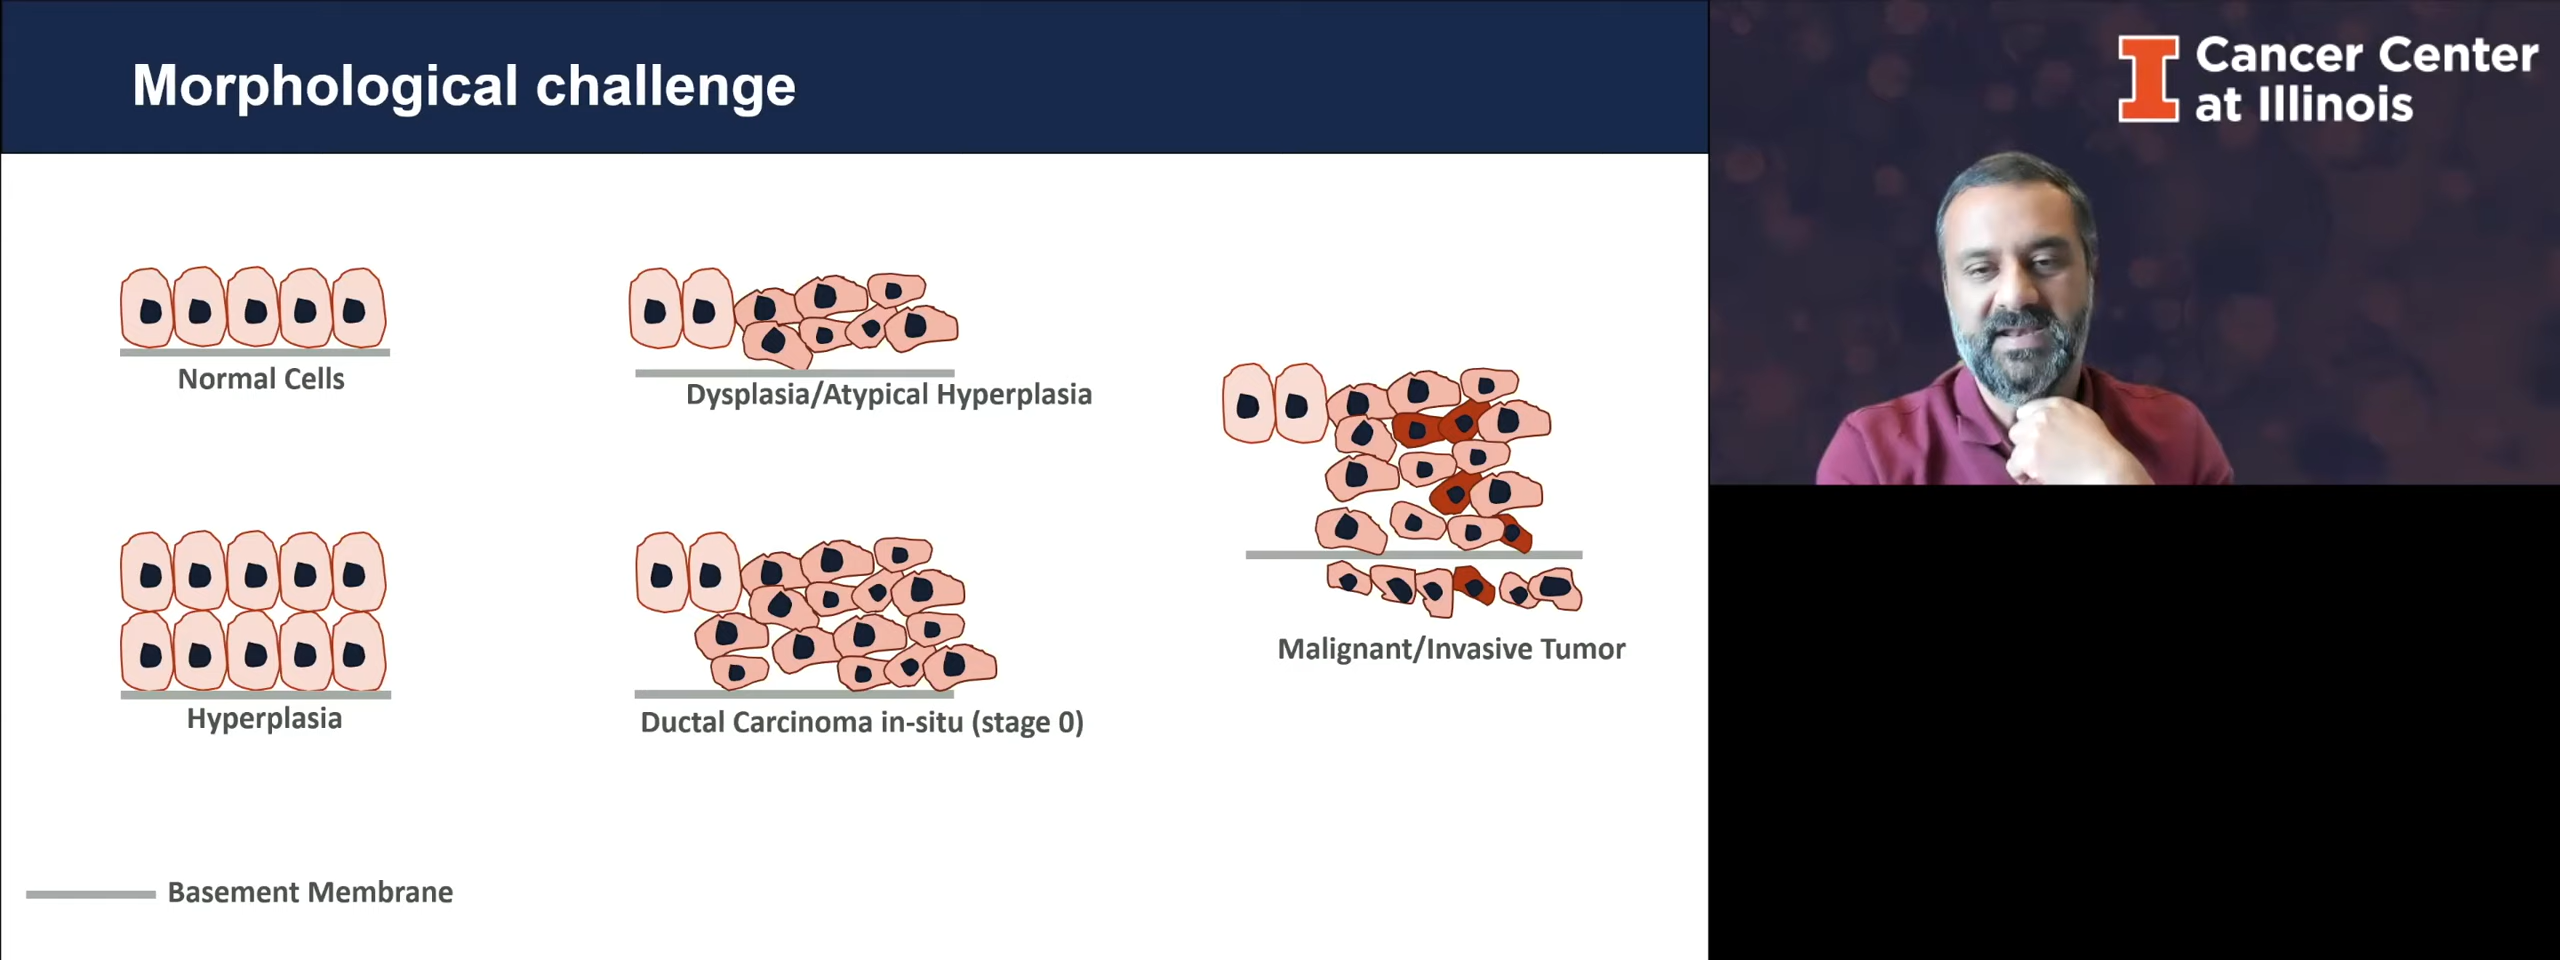 Morphological challenge
Cancer Center
at Illinois
Normal Cells
Dysplasia/Atypical Hyperplasia
Hyperplasia
Ductal Carcinoma in-situ (stage 0)
Malignant/Invasive Tumor
Basement Membrane